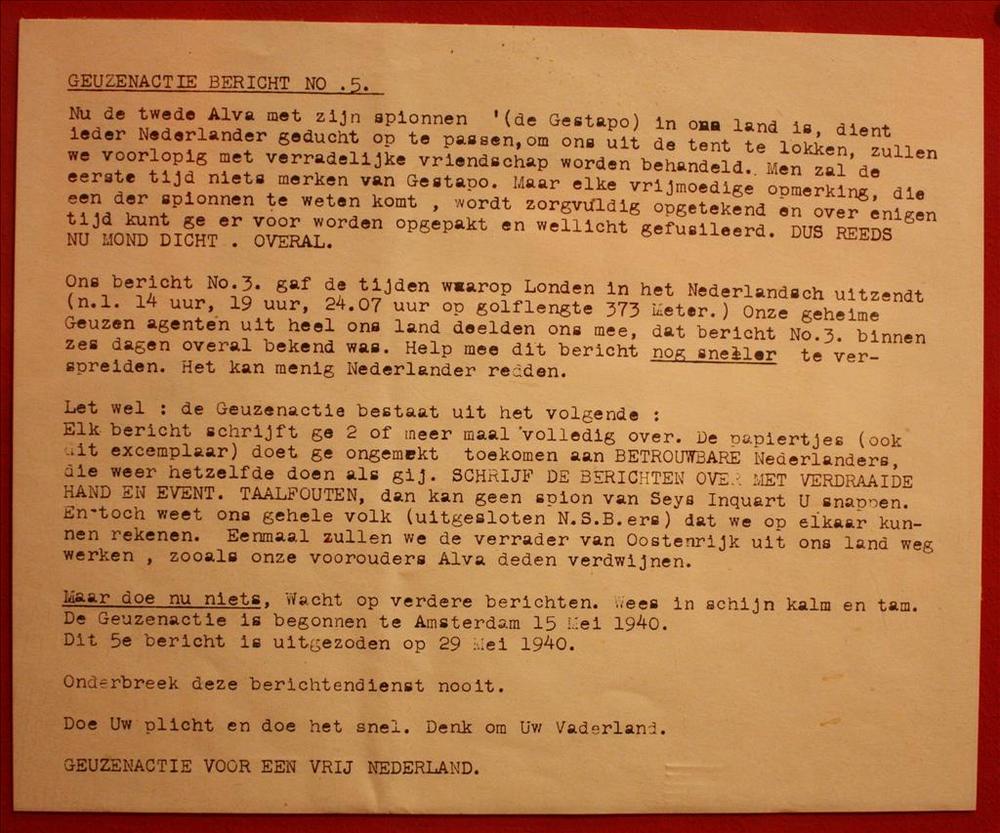 GEUZENACTIE BERICHT NO .5.
Nu de twede Alva met zijn spionnen '(de Gestapo) in ons land is, dient
ieder Nederlander geducht op te passen,om ons uit de tent te lokken, zullen
we voorlopig met verradelijke vriendschap worden behandeld. Men zal de
eerste tijd niets merken van Gestapo. Maar elke vrijmoedige opmerking, die
een der spionnen te weten komt , wordt zorgvuldig opgetekend en over enigen
tijd kunt ge er voor worden opgepakt en wellicht gefusileerd. DUS REEDS
NU MOND DICHT . OVERAL.
Ons bericht No.3. gaf de tijden waarop Londen in het Nederlandsch uitzendt
(n.l. 14 uur, 19 uur, 24.07 uur op golflengte 373 Meter.) Onze geheime
Geuzen agenten uit heel ons land deelden ons mee, dat bericht No.3. binnen
zes dagen overal bekend was. Help mee dit bericht nog sneller te ver-
spreiden. Het kan menig Nederlander redden.
Let wel : de Geuzenactie bestaat uit het volgende :
Elk bericht schrijft ge 2 of meer maal volledig over. De papiertjes (ook
dit excemplaar) doet ge ongemekt toekomen aan BETROUWBARE Nederlanders,
die weer hetzelfde doen als gij. SCHRIJF DE BERICHTEN OVER MET VERDRAAIDE
HAND EN EVENT. TAALFOUTEN, dan kan geen spion van Seys Inquart U snappen.
En-toch weet ons gehele volk (uitgesloten N.S.B.ers) dat we op elkaar kun-
nen rekenen. Eenmaal zullen we de verrader van Oostenrijk uit ons land weg
werken , zooals onze voorouders Alva deden verdwijnen.
Maar doe nu niets, Wacht op verdere berichten. Wees in schijn kalm en tam.
De Geuzenactie is begonnen te Amsterdam 15 Mei 1940.
Dit 5e bericht is uitgezoden op 29 Mei 1940.
Onderbreek deze berichtendienst nooit.
Doe Uw plicht en doe het snel. Denk om Uw Vaderland.
GEUZENACTIE VOOR EEN VRIJ NEDERLAND.